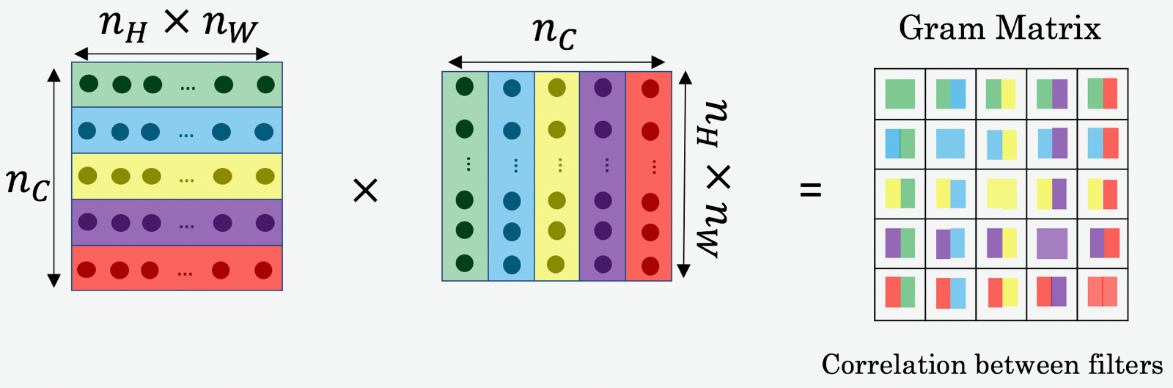 n_H × n_W
n_C
...
...
...
...
...
×
n_C
n_H × n_W
=
Gram Matrix
Correlation between filters